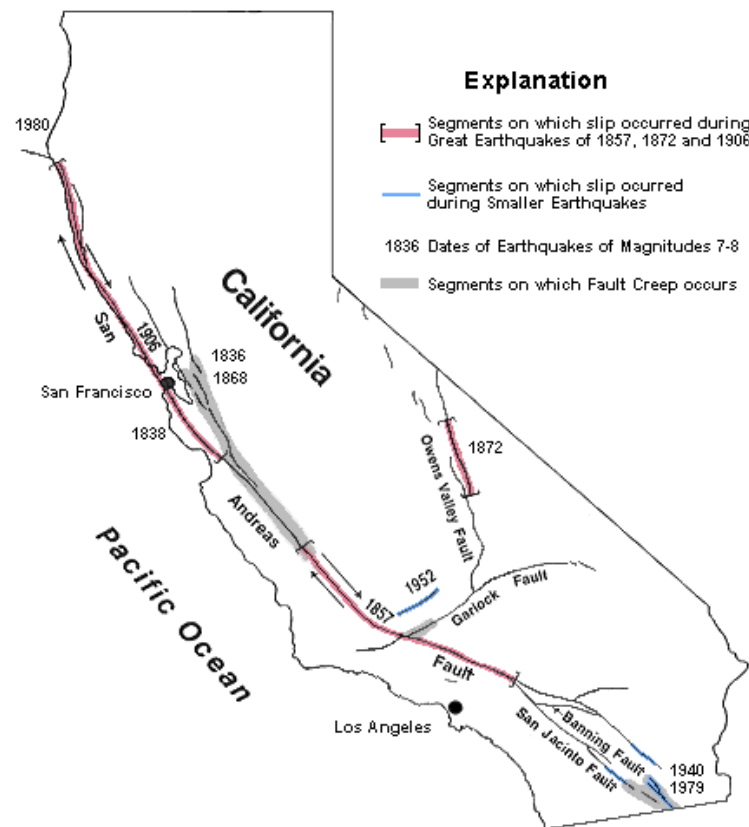 Explanation
Segments on which slip occurred during
Great Earthquakes of 1857, 1872 and 1906
Segments on which slip ocurred
during Smaller Earthquakes
1836 Dates of Earthquakes of Magnitudes 7-8
Segments on which Fault Creep occurs
1980
San
1906
California
1836
1868
San Francisco
1838
Andreas
Pacific Ocean
Owens Valley Fault
1872
1952
1857
Garlock Fault
Fault
Los Angeles
Banning Fault
San Jacinto Fault
1940
1979